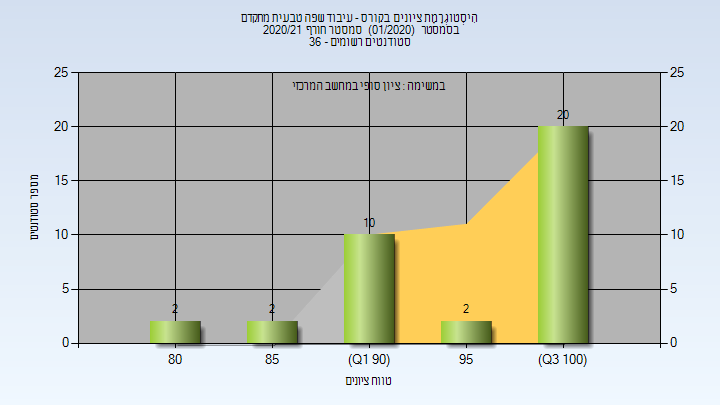 היסטוגרמת ציונים בקורס - עיבוד שפה טבעית מתקדם
בסמסטר (01/2020) סמסטר חורף 2020/21
סטודנטים רשומים - 36
במשימה : ציון סופי במחשב המרכזי
25 25
20 20
15 15
10 10
5 5
0 0
20
10
2 2 2
מספר סטודנטים
80 85 (Q1 90) 95 (Q3 100)
טווח ציונים